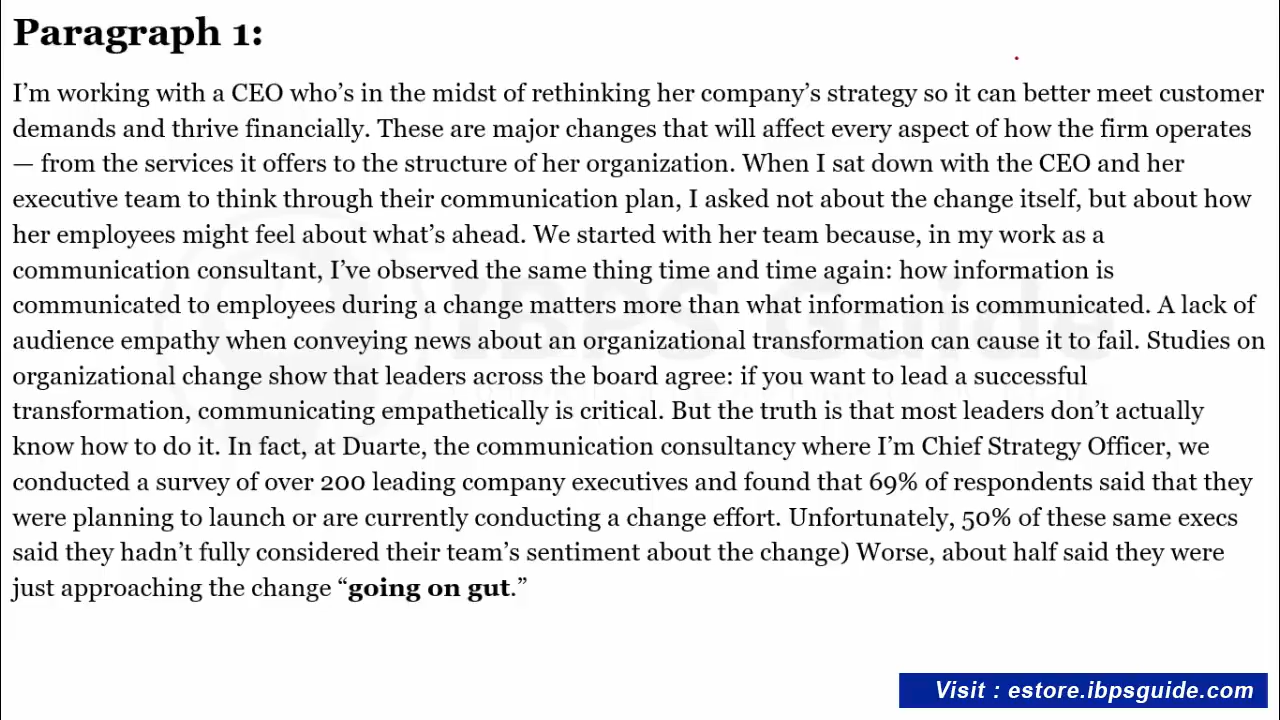 Paragraph 1:
I'm working with a CEO who's in the midst of rethinking her company's strategy so it can better meet customer
demands and thrive financially. These are major changes that will affect every aspect of how the firm operates
— from the services it offers to the structure of her organization. When I sat down with the CEO and her
executive team to think through their communication plan, I asked not about the change itself, but about how
her employees might feel about what's ahead. We started with her team because, in my work as a
communication consultant, I've observed the same thing time and time again: how information is
communicated to employees during a change matters more than what information is communicated. A lack of
audience empathy when conveying news about an organizational transformation can cause it to fail. Studies on
organizational change show that leaders across the board agree: if you want to lead a successful
transformation, communicating empathetically is critical. But the truth is that most leaders don't actually
know how to do it. In fact, at Duarte, the communication consultancy where I'm Chief Strategy Officer, we
conducted a survey of over 200 leading company executives and found that 69% of respondents said that they
were planning to launch or are currently conducting a change effort. Unfortunately, 50% of these same execs
said they hadn't fully considered their team's sentiment about the change) Worse, about half said they were
just approaching the change “going on gut.”
IBPS Guide
Visit : estore.ibpsguide.com